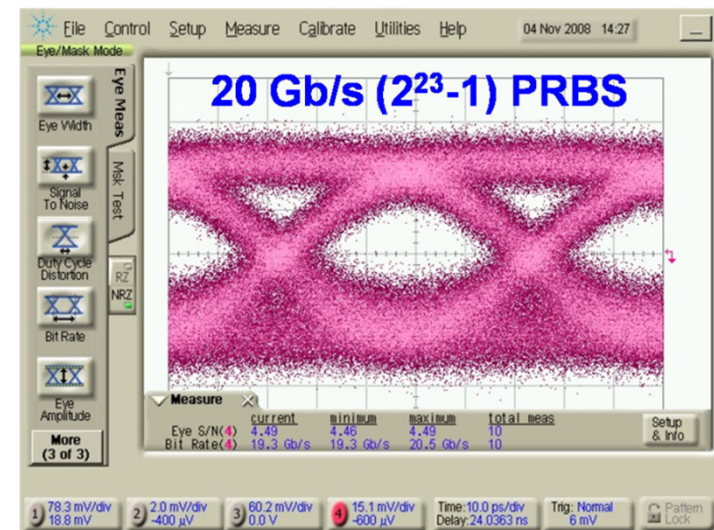 File Control Setup Measure Calibrate Utilities Help 04 Nov 2008 14:27
Eye/Mask Mode
20 Gb/s (2²³-1) PRBS
Eye Meas
Msk Test
Eye Width
Signal
To Noise
Duty Cycle
Distortion
RZ
NRZ
Bit Rate
Eye
Amplitude
More
(3 of 3)
Measure
current minimum maximum total meas
Eye S/N(4) 4.49 4.46 4.49 10
Bit Rate(4) 19.3 Gb/s 19.3 Gb/s 20.5 Gb/s 10
Setup
& Info
1 78.3 mV/div 2 2.0 mV/div 3 60.2 mV/div 4 15.1 mV/div Time:10.0 ps/div Trig: Normal Pattern
18.8 mV -400 µV 0.0 V -600 µV Delay:24.0363 ns 6 mV Lock